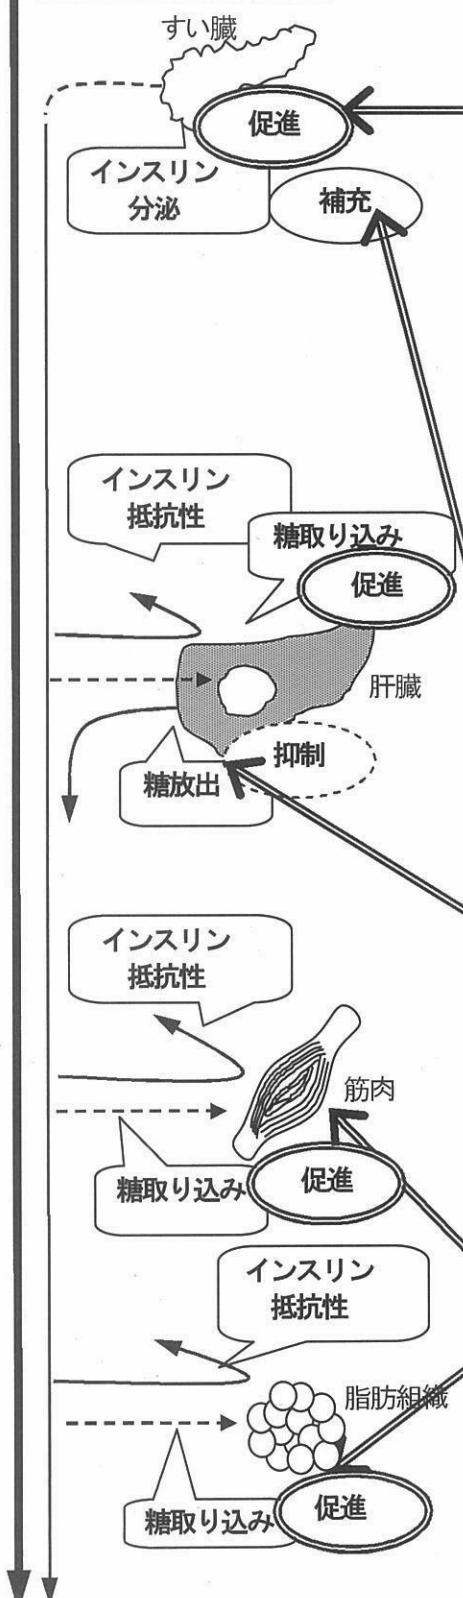 すい臓
促進
インスリン
分泌
補充
インスリン
抵抗性
糖取り込み
促進
肝臓
抑制
糖放出
インスリン
抵抗性
筋肉
糖取り込み
促進
インスリン
抵抗性
脂肪組織
糖取り込み
促進